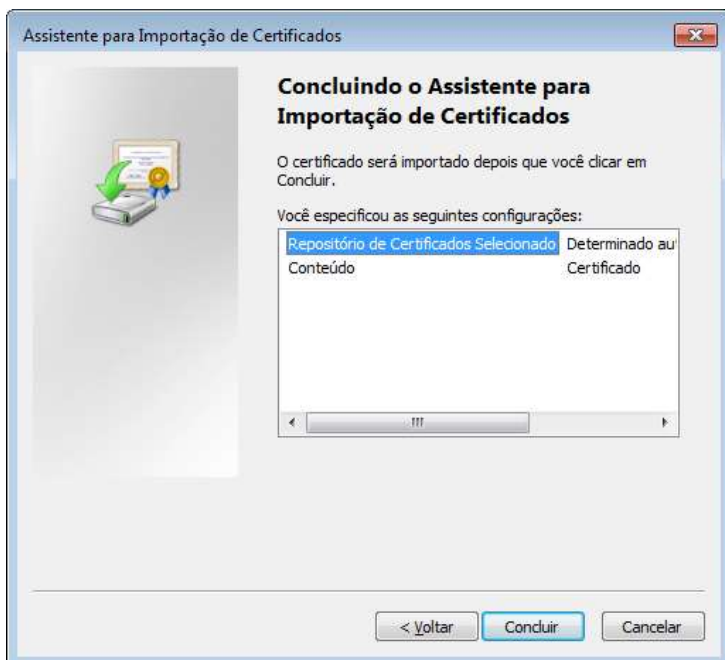 Assistente para Importação de Certificados
Concluindo o Assistente para
Importação de Certificados
O certificado será importado depois que você clicar em
Concluir.
Você especificou as seguintes configurações:
Repositório de Certificados Selecionado Determinado au
Conteúdo Certificado
< Voltar Concluir Cancelar